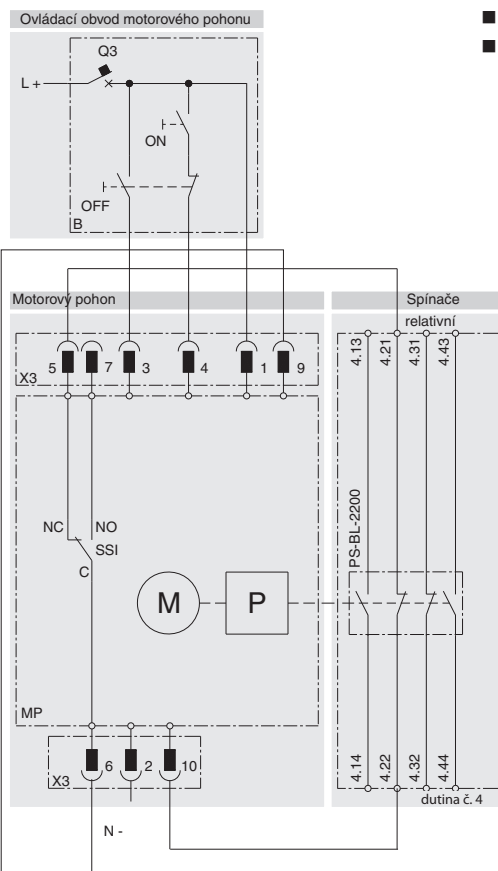 Ovládací obvod motorového pohonu
Q3
L +
ON
OFF
B
Motorový pohon
Spínače
relativní
4.13
4.21
4.31
4.43
5
7
3
4
1
9
X3
PS-BL-2200
NC
NO
SSI
C
M
P
MP
4.14
4.22
4.32
4.44
X3
6
2
10
dutina č. 4
N -